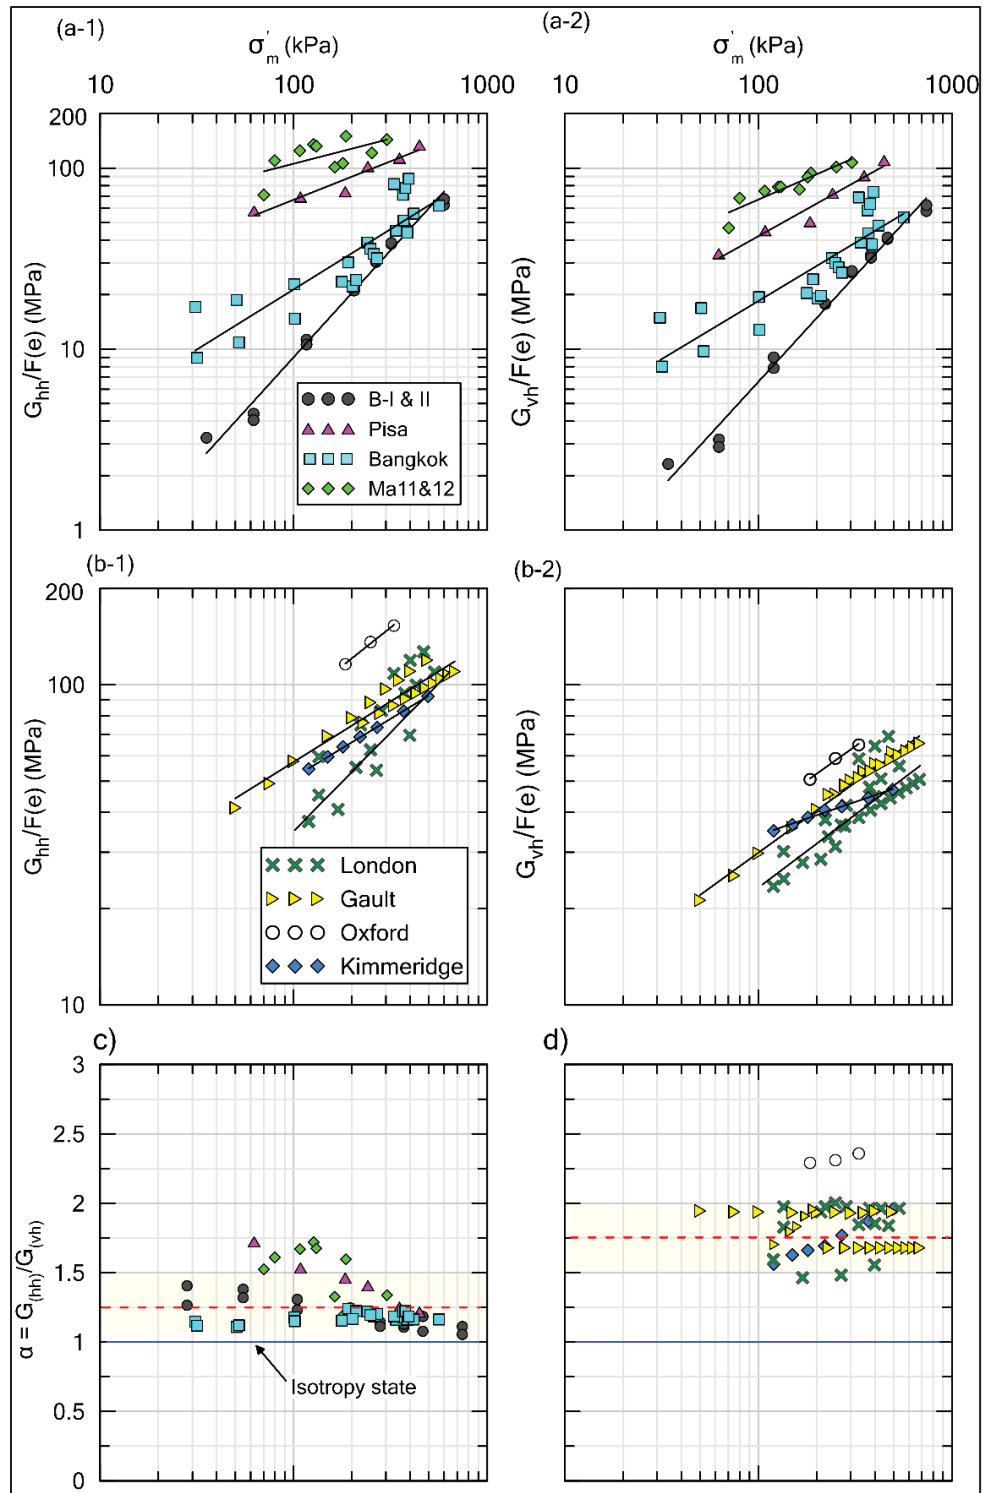 (a-1)
(a-2)
σ'm (kPa)
σ'm (kPa)
10
100
1000
10
100
1000
200
100
10
1
Ghh/F(e) (MPa)
Gvh/F(e) (MPa)
B-I & II
Pisa
Bangkok
Ma11&12
(b-1)
(b-2)
200
100
10
Ghh/F(e) (MPa)
Gvh/F(e) (MPa)
London
Gault
Oxford
Kimmeridge
c)
d)
3
2.5
2
1.5
1
0.5
0
α = G(hh)/G(vh)
Isotropy state